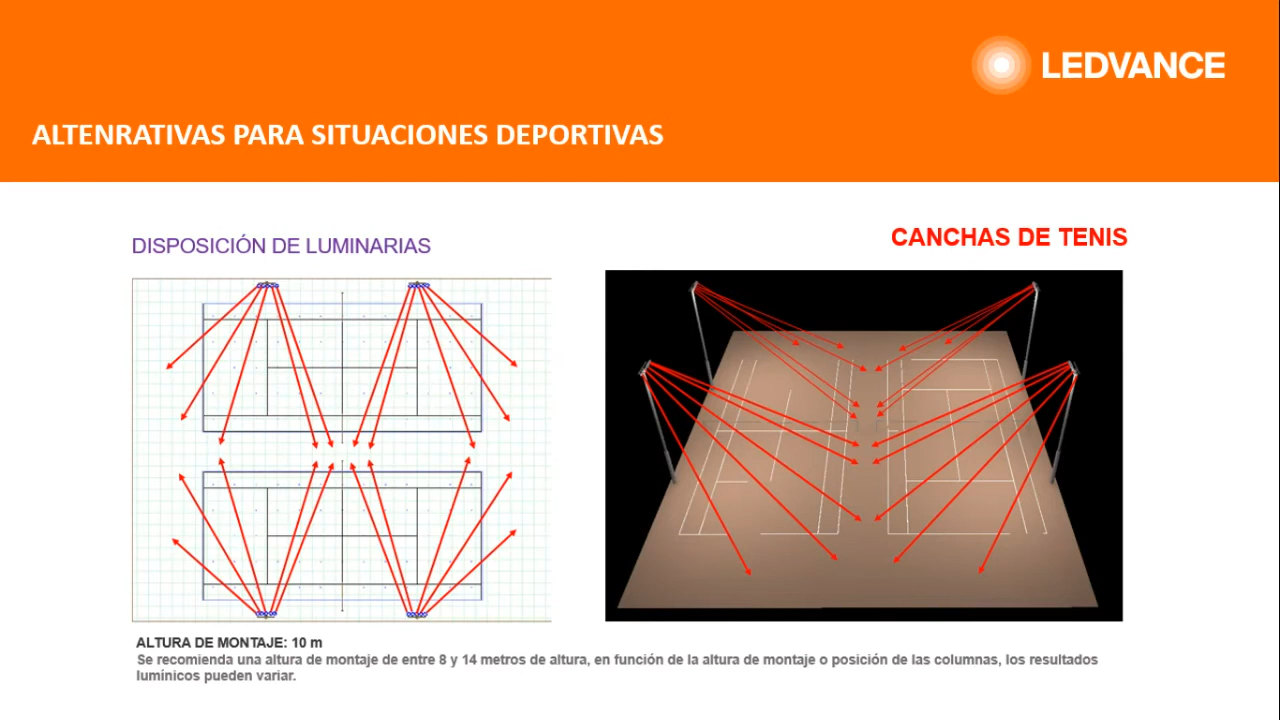 LEDVANCE
ALTENRATIVAS PARA SITUACIONES DEPORTIVAS
DISPOSICIÓN DE LUMINARIAS
CANCHAS DE TENIS
ALTURA DE MONTAJE: 10 m
Se recomienda una altura de montaje de entre 8 y 14 metros de altura, en función de la altura de montaje o posición de las columnas, los resultados
lumínicos pueden variar.